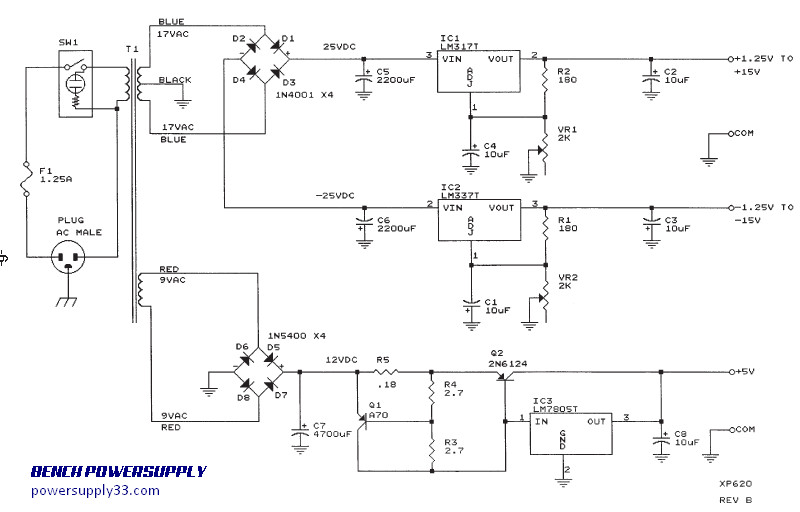 BLUE
17VAC
SW1
T1
BLACK
17VAC
BLUE
F1
1.25A
PLUG
AC MALE
D2
D1
D4
D3
1N4001 X4
25VDC
C5
2200uF
IC1
LM317T
3
VIN
VOUT
2
ADJ
1
R2
180
C2
10uF
+1.25V TO
+15V
C4
10uF
VR1
2K
COM
-25VDC
C6
2200uF
IC2
LM337T
2
VIN
VOUT
3
ADJ
1
R1
180
C3
10uF
-1.25V TO
-15V
C1
10uF
VR2
2K
RED
9VAC
9VAC
RED
1N5400 X4
D6
D5
D8
D7
12VDC
C7
4700uF
R5
.18
Q1
A70
R4
2.7
R3
2.7
Q2
2N6124
IC3
LM7805T
1
IN
OUT
3
GND
2
C8
10uF
+5V
COM
BENCH POWERSUPPLY
powersupply33.com
XP620
REV B